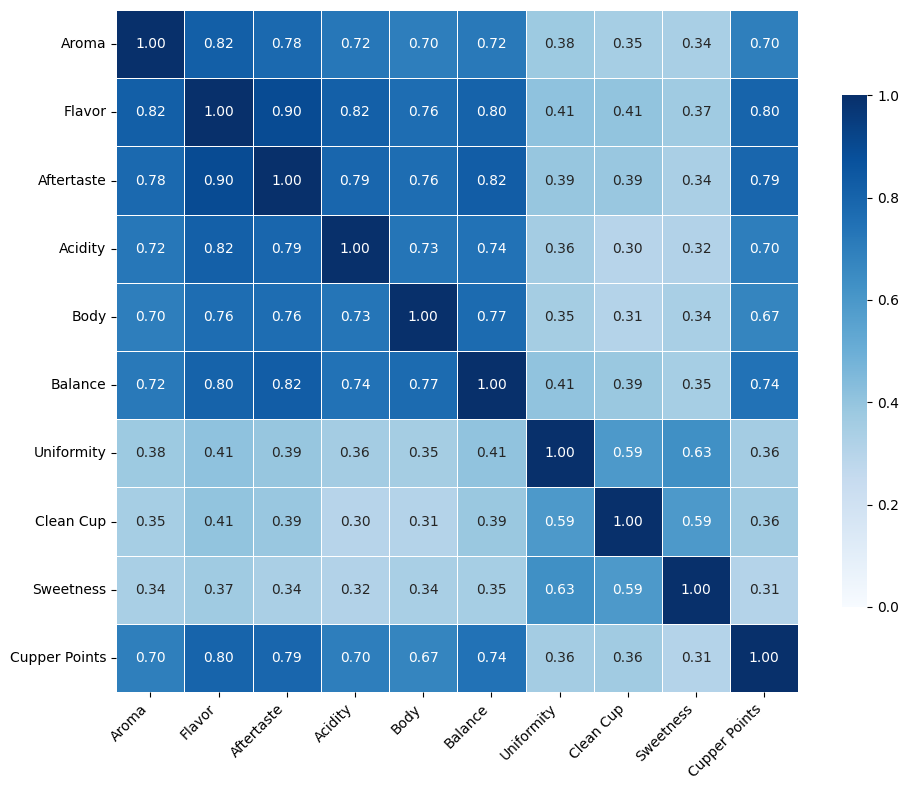 Aroma 1.00 0.82 0.78 0.72 0.70 0.72 0.38 0.35 0.34 0.70
Flavor 0.82 1.00 0.90 0.82 0.76 0.80 0.41 0.41 0.37 0.80
Aftertaste 0.78 0.90 1.00 0.79 0.76 0.82 0.39 0.39 0.34 0.79
Acidity 0.72 0.82 0.79 1.00 0.73 0.74 0.36 0.30 0.32 0.70
Body 0.70 0.76 0.76 0.73 1.00 0.77 0.35 0.31 0.34 0.67
Balance 0.72 0.80 0.82 0.74 0.77 1.00 0.41 0.39 0.35 0.74
Uniformity 0.38 0.41 0.39 0.36 0.35 0.41 1.00 0.59 0.63 0.36
Clean Cup 0.35 0.41 0.39 0.30 0.31 0.39 0.59 1.00 0.59 0.36
Sweetness 0.34 0.37 0.34 0.32 0.34 0.35 0.63 0.59 1.00 0.31
Cupper Points 0.70 0.80 0.79 0.70 0.67 0.74 0.36 0.36 0.31 1.00
Aroma Flavor Aftertaste Acidity Body Balance Uniformity Clean Cup Sweetness Cupper Points
1.0
0.8
0.6
0.4
0.2
0.0